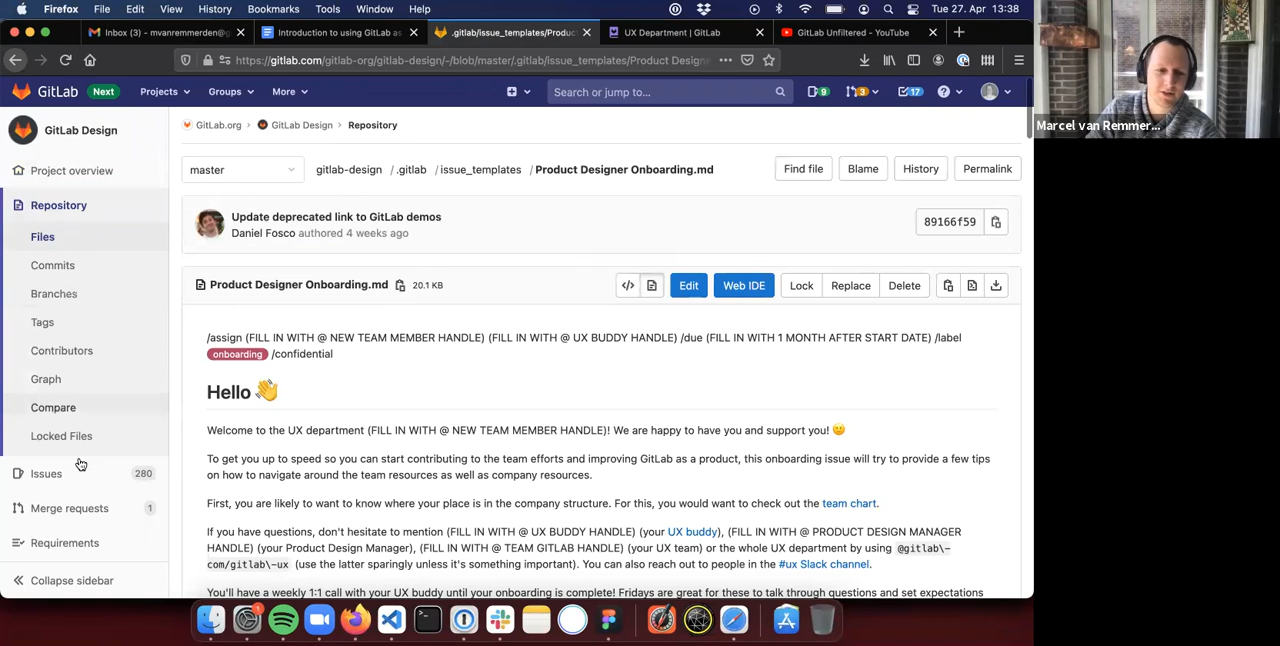 Firefox File Edit View History Bookmarks Tools Window Help Tue 27. Apr 13:38
Inbox (3) - mvanremmerden@g
Introduction to using GitLab as
.gitlab/issue_templates/Produc
UX Department | GitLab
GitLab Unfiltered - YouTube
https://gitlab.com/gitlab-org/gitlab-design/-/blob/master/.gitlab/issue_templates/Product Design
GitLab Next Projects Groups More Search or jump to... 9 3 17
GitLab Design
Project overview
Repository
Files
Commits
Branches
Tags
Contributors
Graph
Compare
Locked Files
Issues 280
Merge requests 1
Requirements
Collapse sidebar
GitLab.org › GitLab Design › Repository
master gitlab-design / .gitlab / issue_templates / Product Designer Onboarding.md Find file Blame History Permalink
Update deprecated link to GitLab demos
Daniel Fosco authored 4 weeks ago
89166f59
Product Designer Onboarding.md 20.1 KB Edit Web IDE Lock Replace Delete
/assign (FILL IN WITH @ NEW TEAM MEMBER HANDLE) (FILL IN WITH @ UX BUDDY HANDLE) /due (FILL IN WITH 1 MONTH AFTER START DATE) /label
onboarding /confidential
Hello 👋
Welcome to the UX department (FILL IN WITH @ NEW TEAM MEMBER HANDLE)! We are happy to have you and support you! 🙂
To get you up to speed so you can start contributing to the team efforts and improving GitLab as a product, this onboarding issue will try to provide a few tips
on how to navigate around the team resources as well as company resources.
First, you are likely to want to know where your place is in the company structure. For this, you would want to check out the team chart.
If you have questions, don't hesitate to mention (FILL IN WITH @ UX BUDDY HANDLE) (your UX buddy), (FILL IN WITH @ PRODUCT DESIGN MANAGER
HANDLE) (your Product Design Manager), (FILL IN WITH @ TEAM GITLAB HANDLE) (your UX team) or the whole UX department by using @gitlab\-
com/gitlab\-ux (use the latter sparingly unless it's something important). You can also reach out to people in the #ux Slack channel.
You'll have a weekly 1:1 call with your UX buddy until your onboarding is complete! Fridays are great for these to talk through questions and set expectations
Marcel van Remmer...